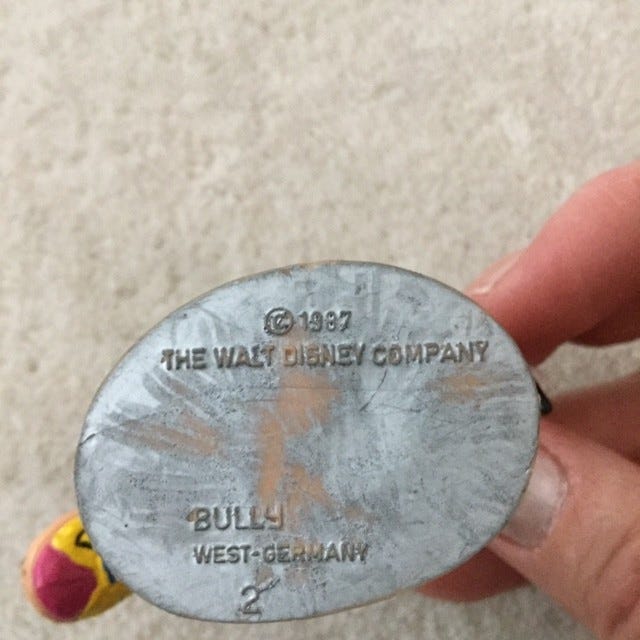 © 1987
THE WALT DISNEY COMPANY
BULLY
WEST-GERMANY
2